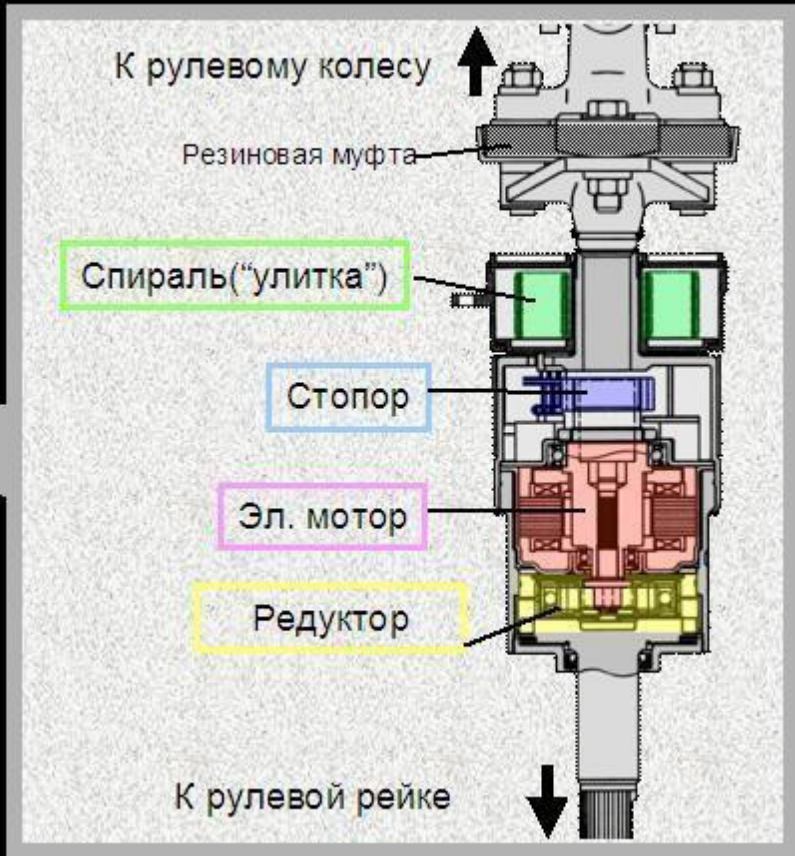 К рулевому колесу
Резиновая муфта
Спираль(“улитка”)
Стопор
Эл. мотор
Редуктор
К рулевой рейке